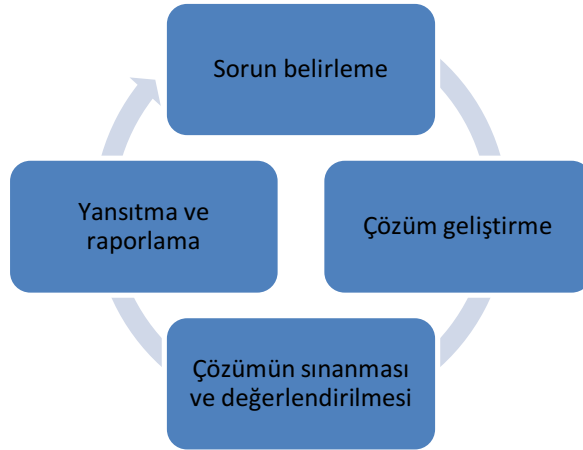 Sorun belirleme
Çözüm geliştirme
Çözümün sınanması
ve değerlendirilmesi
Yansıtma ve
raporlama